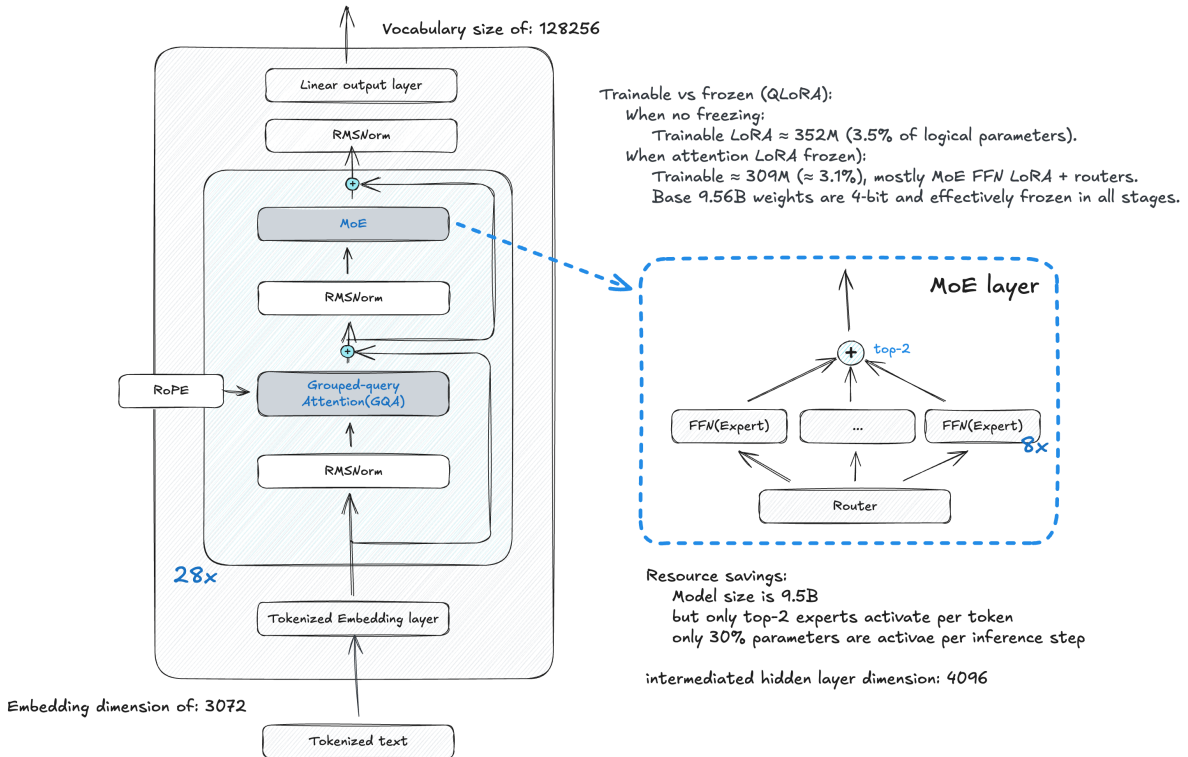 Vocabulary size of: 128256
Linear output layer
RMSNorm
MoE
RMSNorm
RoPE
Grouped-query
Attention(GQA)
RMSNorm
28x
Tokenized Embedding layer
Embedding dimension of: 3072
Tokenized text
Trainable vs frozen (QLoRA):
When no freezing:
Trainable LoRA ≈ 352M (3.5% of logical parameters).
When attention LoRA frozen):
Trainable ≈ 309M (≈ 3.1%), mostly MoE FFN LoRA + routers.
Base 9.56B weights are 4-bit and effectively frozen in all stages.
MoE layer
+ top-2
FFN(Expert)
...
FFN(Expert)
8x
Router
Resource savings:
Model size is 9.5B
but only top-2 experts activate per token
only 30% parameters are activae per inference step
intermediated hidden layer dimension: 4096